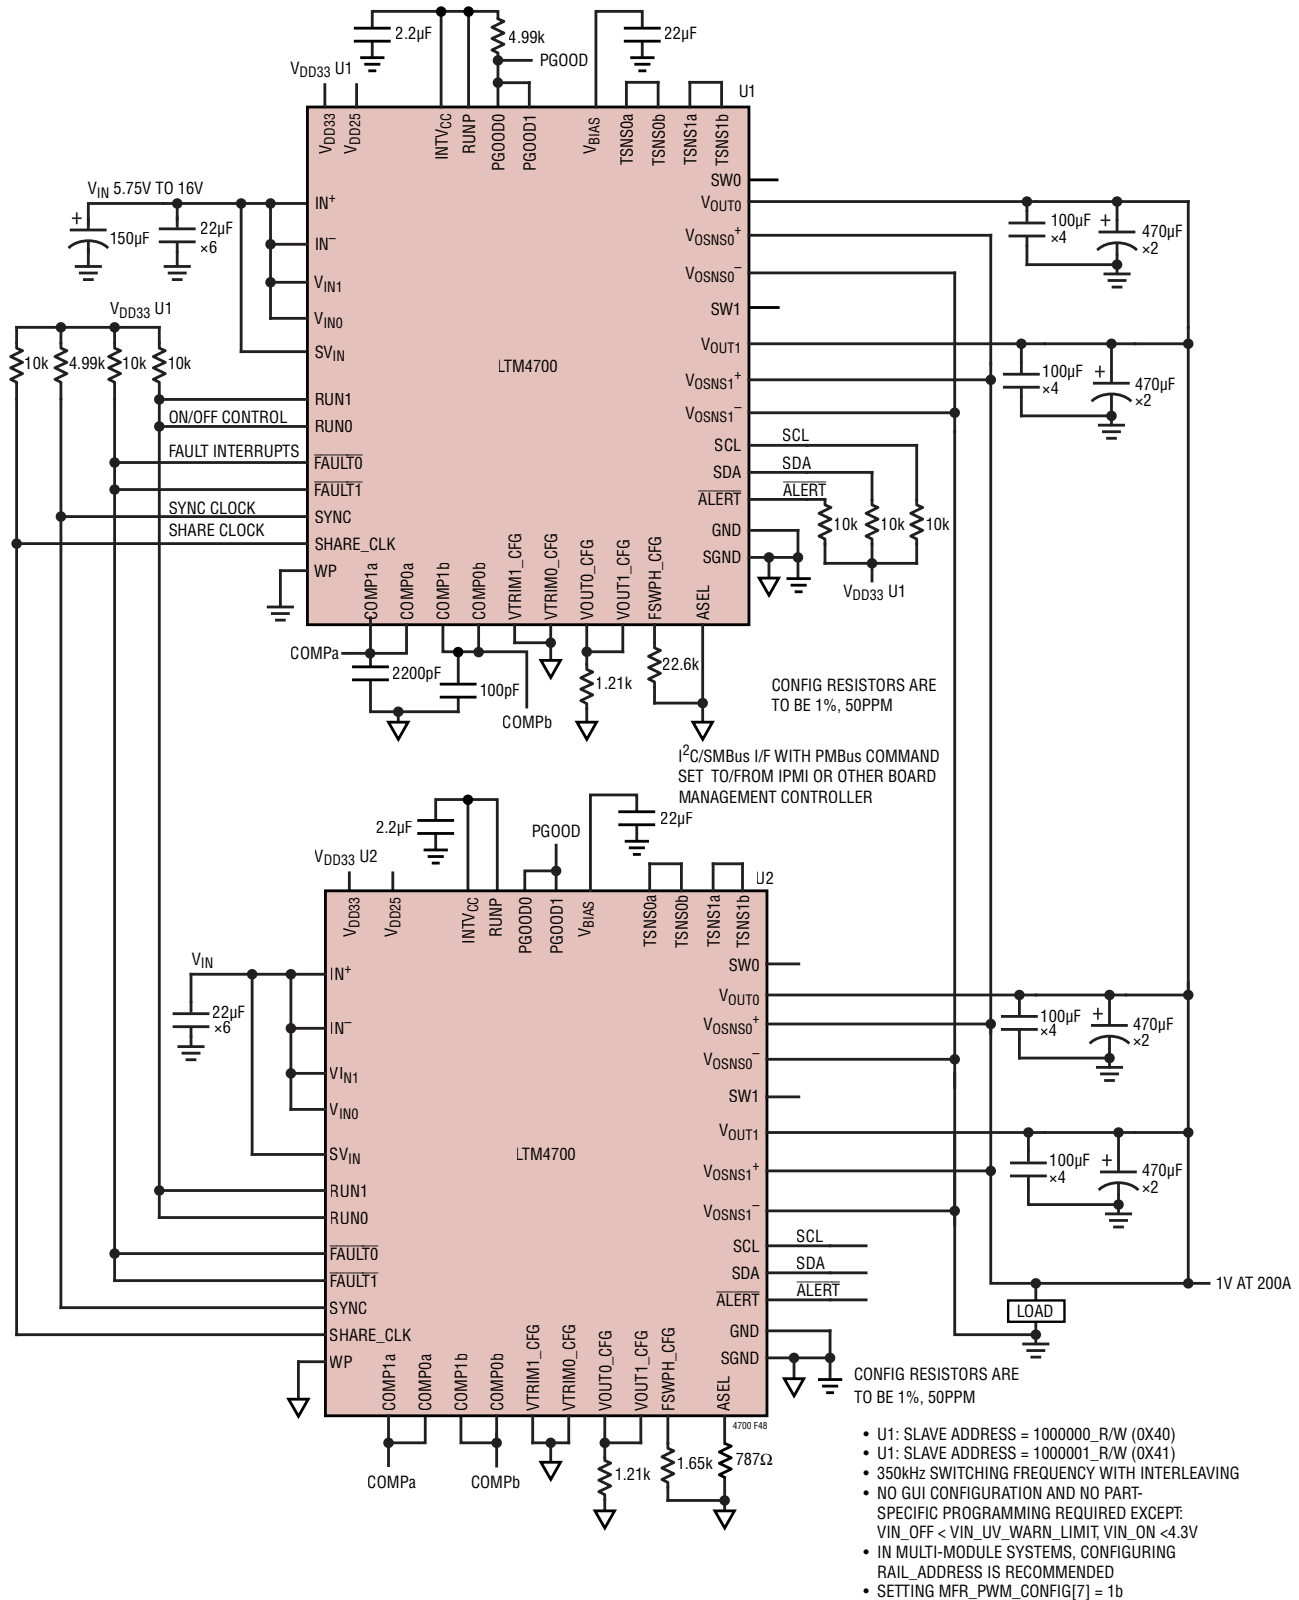 2.2µF
4.99k
PGOOD
22µF
VDD33 U1
U1
VDD33
VDD25
INTVCC
RUNP
PGOOD0
PGOOD1
VBIAS
TSNS0a
TSNS0b
TSNS1a
TSNS1b
VIN 5.75V TO 16V
+
150µF
22µF
×6
IN+
IN–
VIN1
VIN0
SVIN
SW0
VOUT0
VOSNS0+
VOSNS0–
SW1
VOUT1
VOSNS1+
VOSNS1–
100µF
×4
+
470µF
×2
100µF
×4
+
470µF
×2
VDD33 U1
10k
4.99k
10k
10k
LTM4700
RUN1
ON/OFF CONTROL
RUN0
FAULT INTERRUPTS
FAULT0
FAULT1
SYNC CLOCK
SYNC
SHARE CLOCK
SHARE_CLK
WP
SCL
SCL
SDA
SDA
ALERT
ALERT
GND
SGND
10k
10k
10k
VDD33 U1
COMP1a
COMP0a
COMP1b
COMP0b
VTRIM1_CFG
VTRIM0_CFG
VOUT0_CFG
VOUT1_CFG
FSWPH_CFG
ASEL
COMPa
2200pF
100pF
COMPb
1.21k
22.6k
CONFIG RESISTORS ARE
TO BE 1%, 50PPM
I2C/SMBus I/F WITH PMBus COMMAND
SET TO/FROM IPMI OR OTHER BOARD
MANAGEMENT CONTROLLER
2.2µF
PGOOD
22µF
VDD33 U2
U2
VDD33
VDD25
INTVCC
RUNP
PGOOD0
PGOOD1
VBIAS
TSNS0a
TSNS0b
TSNS1a
TSNS1b
VIN
22µF
×6
IN+
IN–
VIN1
VIN0
SVIN
SW0
VOUT0
VOSNS0+
VOSNS0–
SW1
VOUT1
VOSNS1+
VOSNS1–
100µF
×4
+
470µF
×2
100µF
×4
+
470µF
×2
LTM4700
RUN1
RUN0
FAULT0
FAULT1
SYNC
SHARE_CLK
WP
SCL
SCL
SDA
SDA
ALERT
ALERT
GND
SGND
1V AT 200A
LOAD
COMP1a
COMP0a
COMP1b
COMP0b
VTRIM1_CFG
VTRIM0_CFG
VOUT0_CFG
VOUT1_CFG
FSWPH_CFG
ASEL
4700 F48
COMPa
COMPb
1.21k
1.65k
787Ω
CONFIG RESISTORS ARE
TO BE 1%, 50PPM
• U1: SLAVE ADDRESS = 1000000_R/W (0X40)
• U1: SLAVE ADDRESS = 1000001_R/W (0X41)
• 350kHz SWITCHING FREQUENCY WITH INTERLEAVING
• NO GUI CONFIGURATION AND NO PART-
SPECIFIC PROGRAMMING REQUIRED EXCEPT:
VIN_OFF < VIN_UV_WARN_LIMIT, VIN_ON <4.3V
• IN MULTI-MODULE SYSTEMS, CONFIGURING
RAIL_ADDRESS IS RECOMMENDED
• SETTING MFR_PWM_CONFIG[7] = 1b